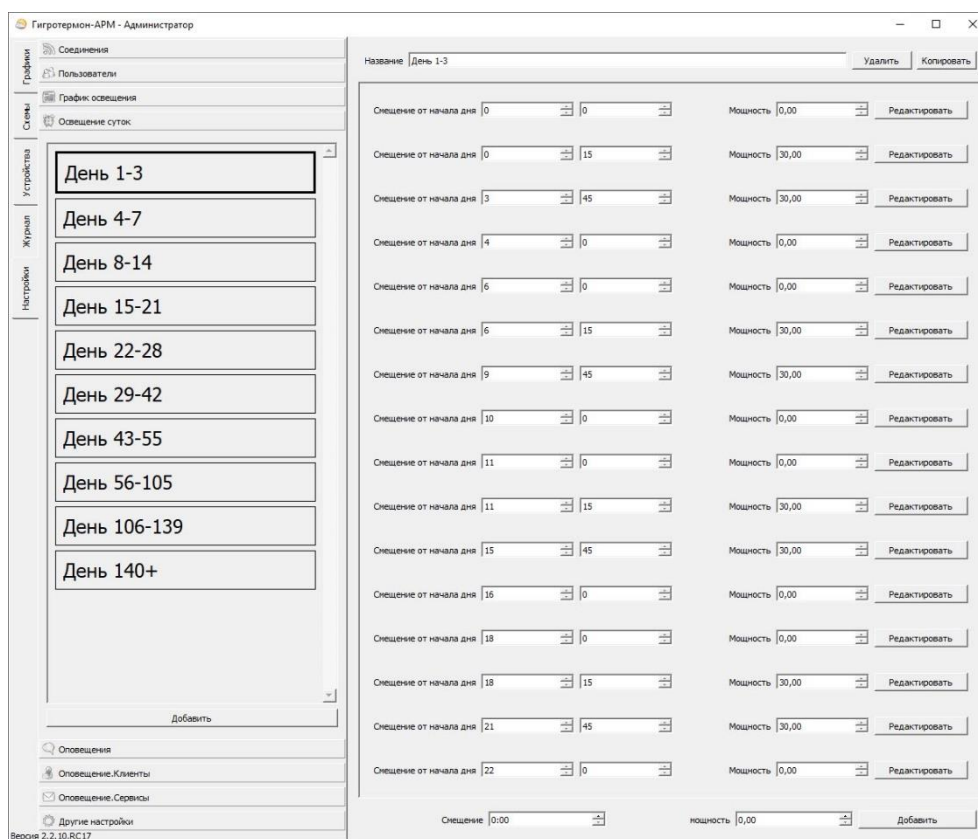 Гигротермон-АРМ - Администратор
Графики
Схемы
Устройства
Журнал
Настройки
Соединения
Пользователи
График освещения
Освещение суток
День 1-3
День 4-7
День 8-14
День 15-21
День 22-28
День 29-42
День 43-55
День 56-105
День 106-139
День 140+
Добавить
Оповещения
Оповещение.Клиенты
Оповещение.Сервисы
Другие настройки
Версия 2.2.10.RC17
Название День 1-3 Удалить Копировать
Смещение от начала дня 0 0 Мощность 0,00 Редактировать
Смещение от начала дня 0 15 Мощность 30,00 Редактировать
Смещение от начала дня 3 45 Мощность 30,00 Редактировать
Смещение от начала дня 4 0 Мощность 0,00 Редактировать
Смещение от начала дня 6 0 Мощность 0,00 Редактировать
Смещение от начала дня 6 15 Мощность 30,00 Редактировать
Смещение от начала дня 9 45 Мощность 30,00 Редактировать
Смещение от начала дня 10 0 Мощность 0,00 Редактировать
Смещение от начала дня 11 0 Мощность 0,00 Редактировать
Смещение от начала дня 11 15 Мощность 30,00 Редактировать
Смещение от начала дня 15 45 Мощность 30,00 Редактировать
Смещение от начала дня 16 0 Мощность 0,00 Редактировать
Смещение от начала дня 18 0 Мощность 0,00 Редактировать
Смещение от начала дня 18 15 Мощность 30,00 Редактировать
Смещение от начала дня 21 45 Мощность 30,00 Редактировать
Смещение от начала дня 22 0 Мощность 0,00 Редактировать
Смещение 0:00 мощность 0,00 Добавить